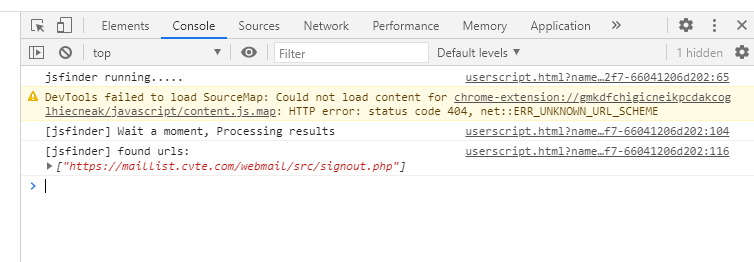 Elements Console Sources Network Performance Memory Application »
top Filter Default levels 1 hidden
jsfinder running..... userscript.html?name…2f7-66041206d202:65
DevTools failed to load SourceMap: Could not load content for chrome-extension://gmkdfchigicneikpcdakcog
lhiecneak/javascript/content.js.map: HTTP error: status code 404, net::ERR_UNKNOWN_URL_SCHEME
[jsfinder] Wait a moment, Processing results userscript.html?name…f7-66041206d202:104
[jsfinder] found urls: userscript.html?name…f7-66041206d202:116
["https://maillist.cvte.com/webmail/src/signout.php"]